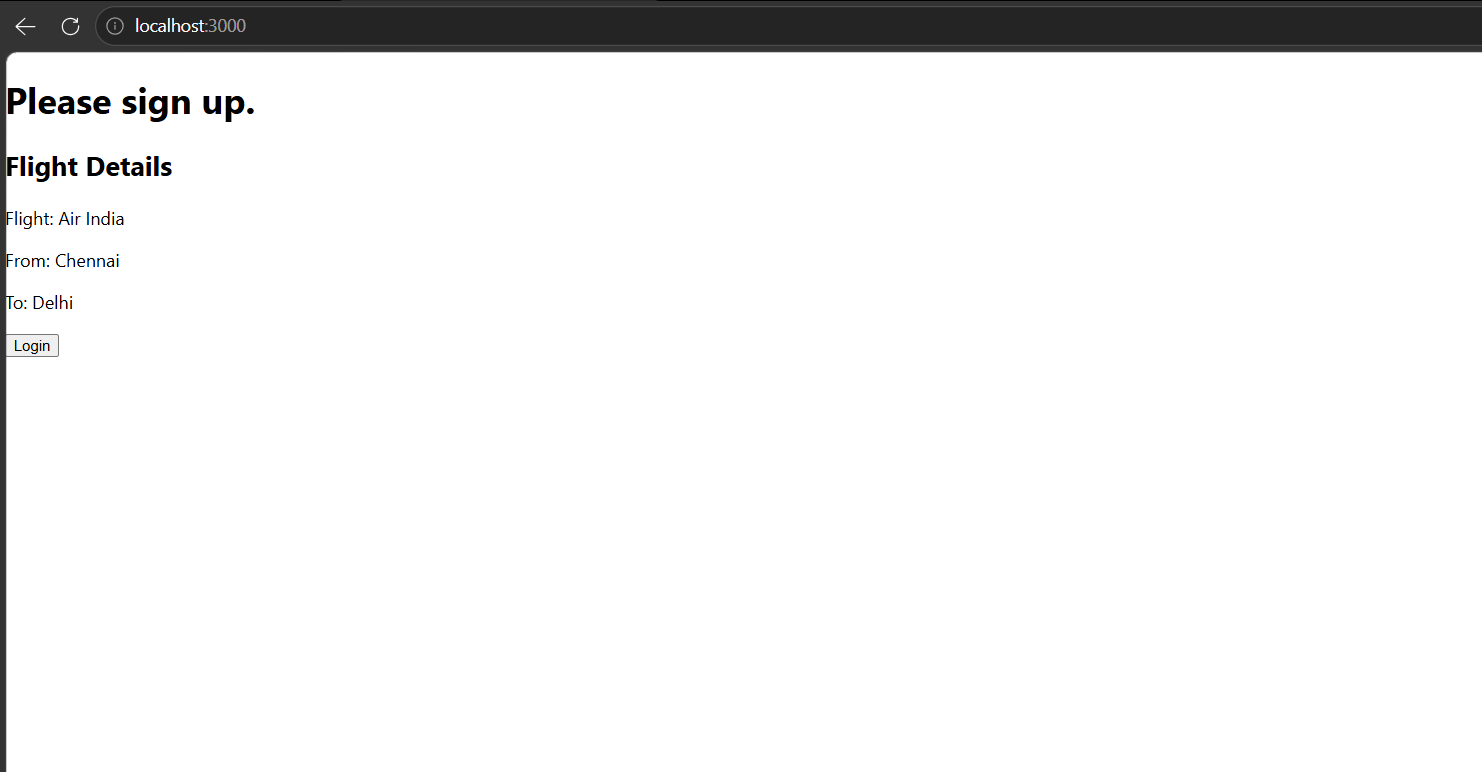 localhost:3000
Please sign up.
Flight Details
Flight: Air India
From: Chennai
To: Delhi
Login